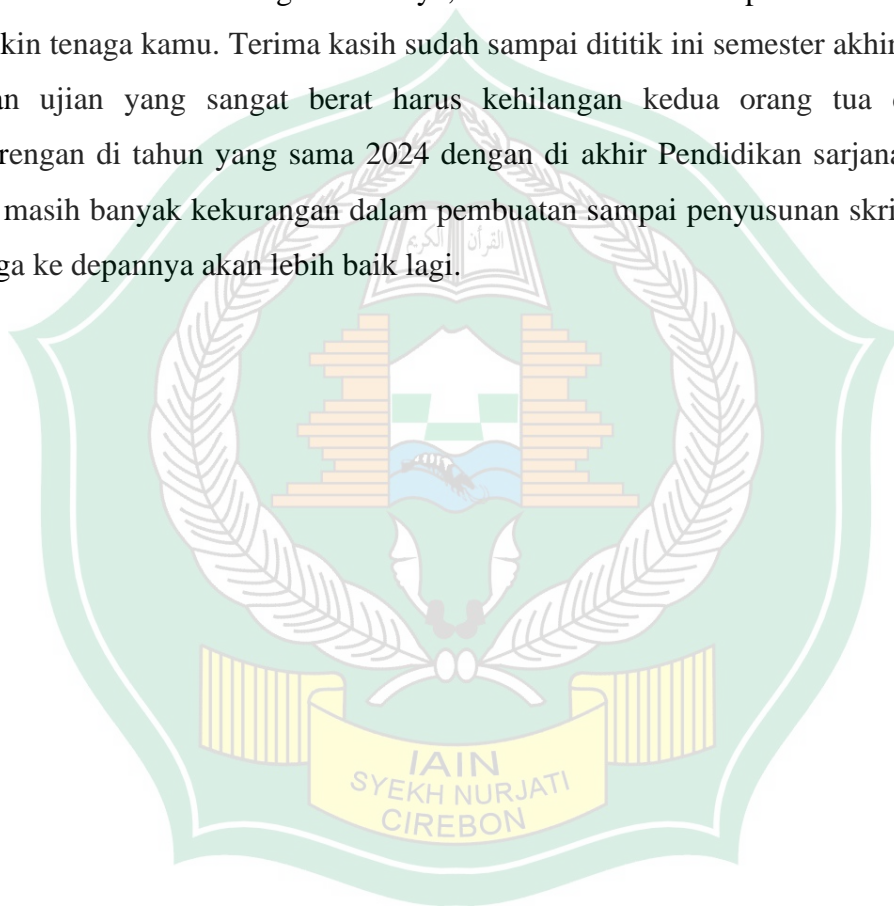 kin tenaga kamu. Terima kasih sudah sampai dititik ini semester akhir
an ujian yang sangat berat harus kehilangan kedua orang tua
rengan di tahun yang sama 2024 dengan di akhir Pendidikan sarjana
masih banyak kekurangan dalam pembuatan sampai penyusunan skri
ga ke depannya akan lebih baik lagi.
القرآن الكريم
IAIN
SYEKH NURJATI
CIREBON